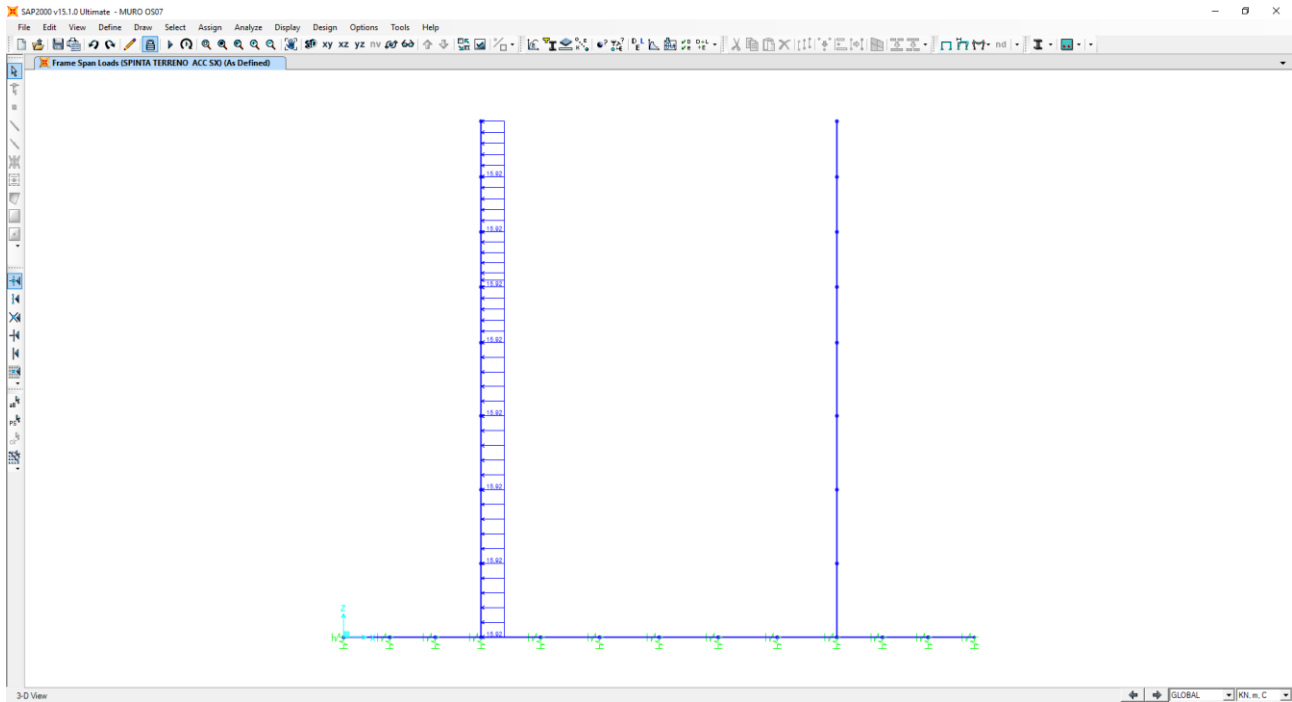 SAP2000 v15.1.0 Ultimate - MURO OS07
File Edit View Define Draw Select Assign Analyze Display Design Options Tools Help
xy xz yz nv nd
Frame Span Loads (SPINTA TERRENO ACC SX) (As Defined)
15.92
15.92
15.92
15.92
15.92
15.92
15.92
15.92
Z
3-D View
GLOBAL KN, m, C